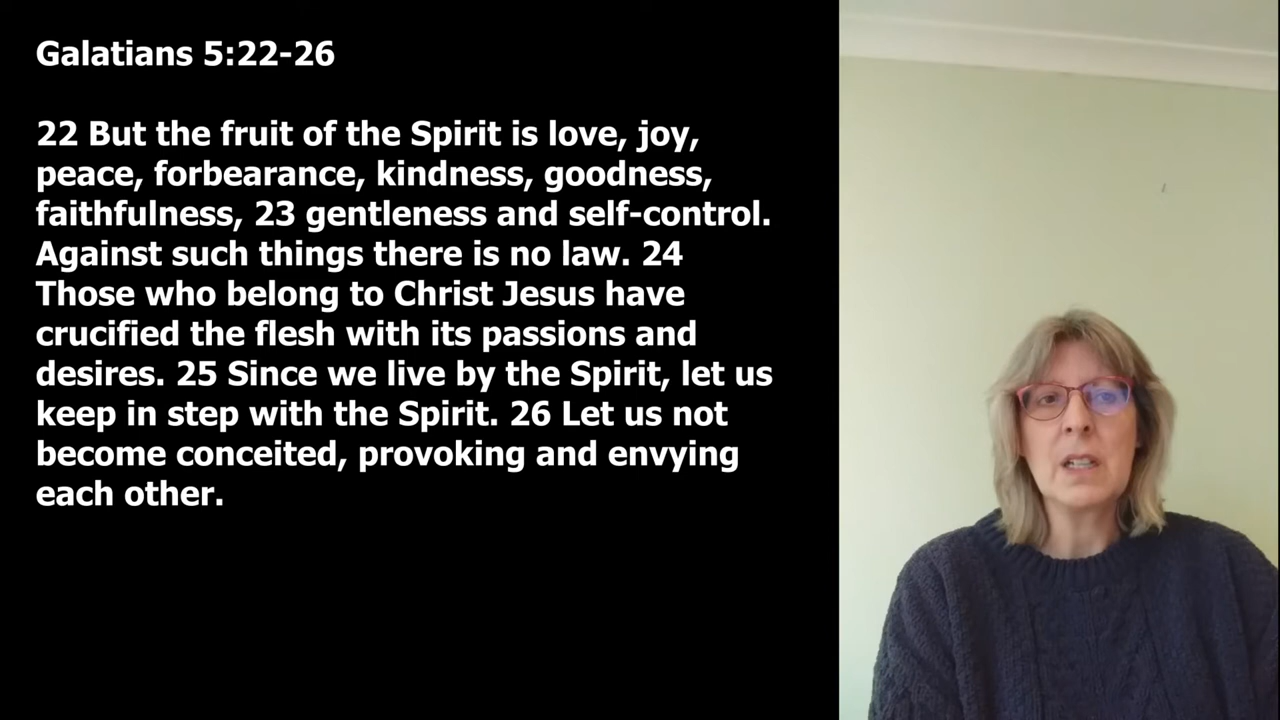 Galatians 5:22-26
22 But the fruit of the Spirit is love, joy,
peace, forbearance, kindness, goodness,
faithfulness, 23 gentleness and self-control.
Against such things there is no law. 24
Those who belong to Christ Jesus have
crucified the flesh with its passions and
desires. 25 Since we live by the Spirit, let us
keep in step with the Spirit. 26 Let us not
become conceited, provoking and envying
each other.